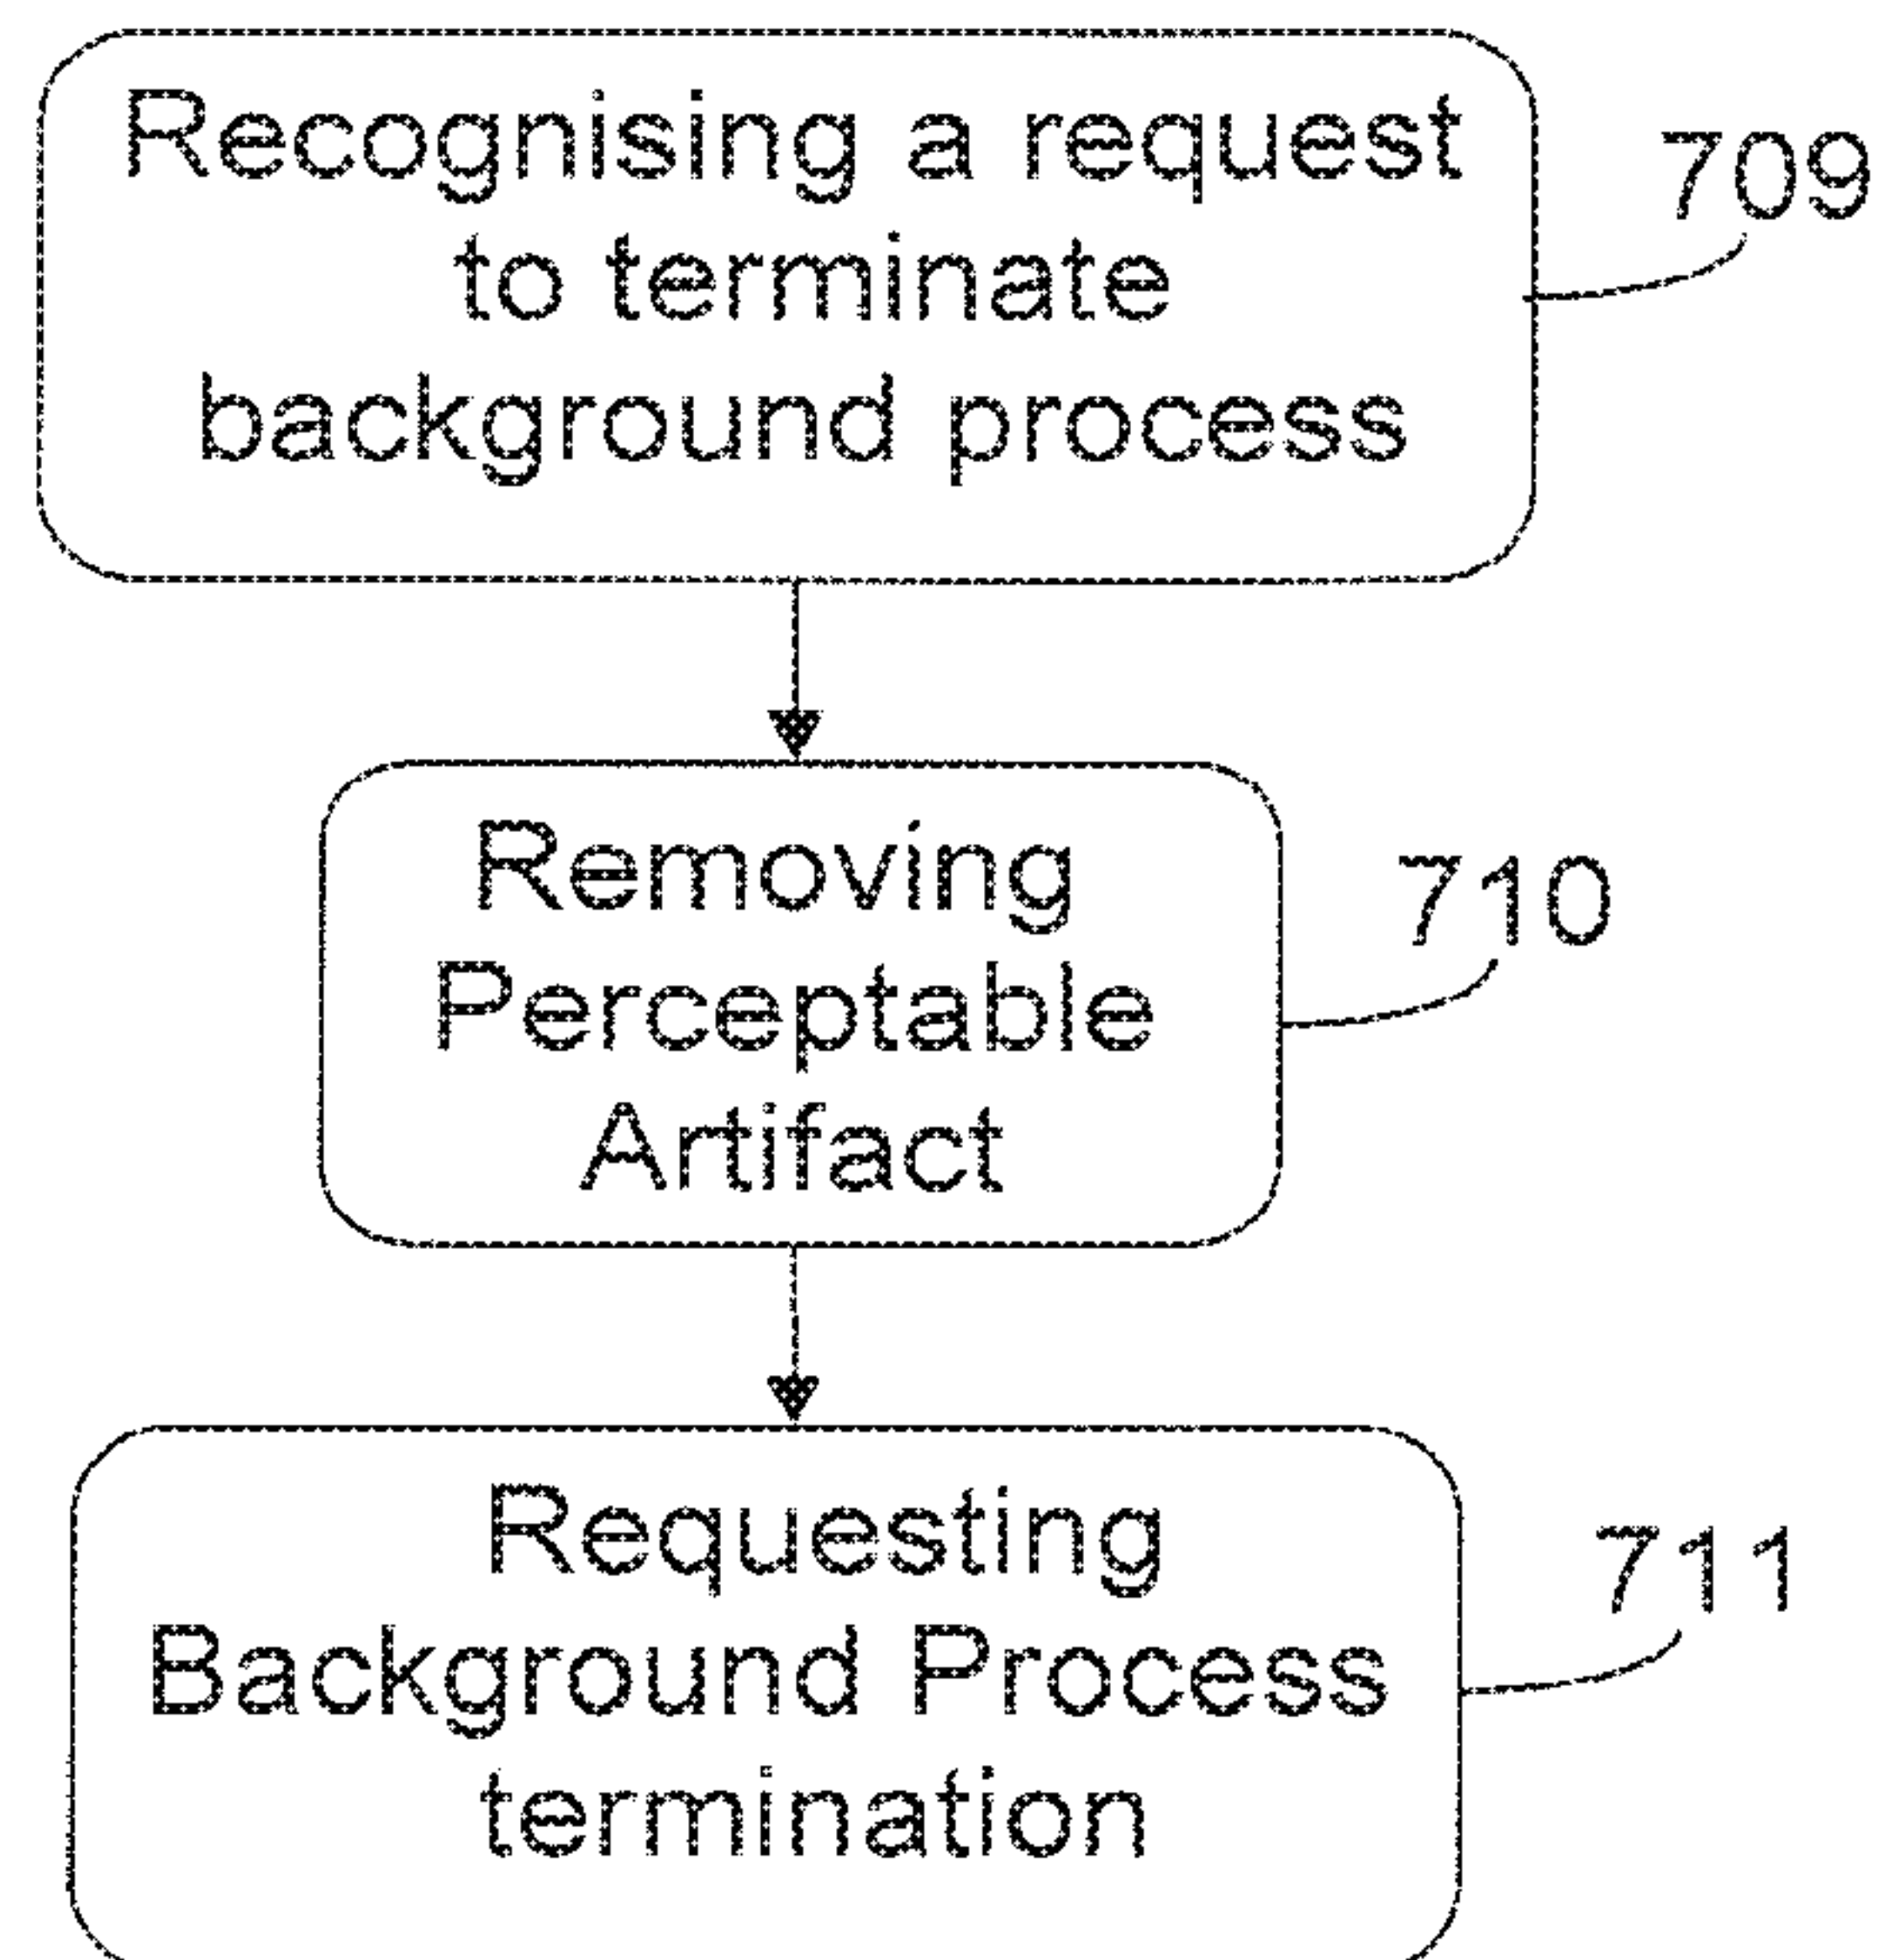 Recognising a request
to terminate
background process
709
Removing
Perceptable
Artifact
710
Requesting
Background Process
termination
711